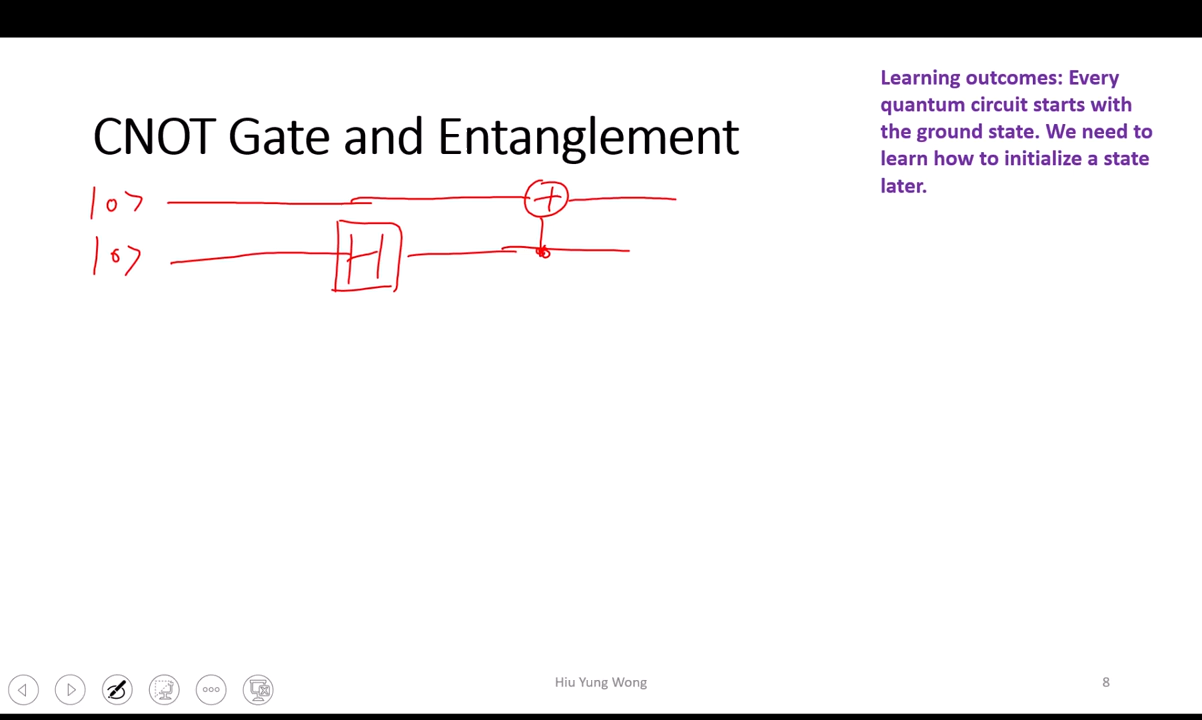 Learning outcomes: Every
quantum circuit starts with
the ground state. We need to
learn how to initialize a state
later.
CNOT Gate and Entanglement
|0>
+
|0>
H
Hiu Yung Wong
8